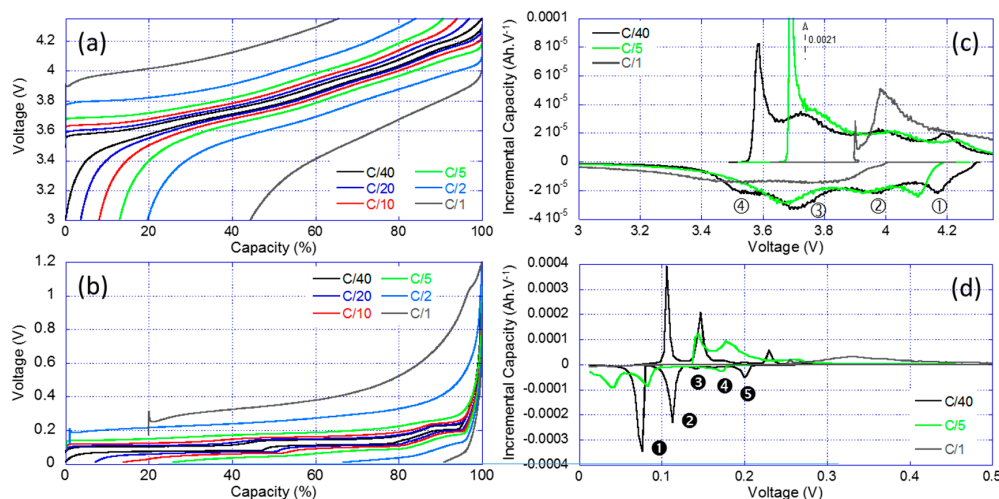 (a)
Voltage (V)
4.2
4
3.8
3.6
3.4
3.2
3
C/40
C/20
C/10
C/5
C/2
C/1
0
20
40
60
80
100
Capacity (%)
(b)
Voltage (V)
1.2
1
0.8
0.6
0.4
0.2
0
C/40
C/20
C/10
C/5
C/2
C/1
0
20
40
60
80
100
Capacity (%)
(c)
Incremental Capacity (Ah.V⁻¹)
0.0001
8 10⁻⁵
6 10⁻⁵
4 10⁻⁵
2 10⁻⁵
0
-2 10⁻⁵
-4 10⁻⁵
C/40
C/5
C/1
0.0021
④
③
②
①
3
3.2
3.4
3.6
3.8
4
4.2
Voltage (V)
(d)
Incremental Capacity (Ah.V⁻¹)
0.0004
0.0003
0.0002
0.0001
0
-0.0001
-0.0002
-0.0003
-0.0004
❶
❷
❸
❹
❺
C/40
C/5
C/1
0
0.1
0.2
0.3
0.4
0.5
Voltage (V)